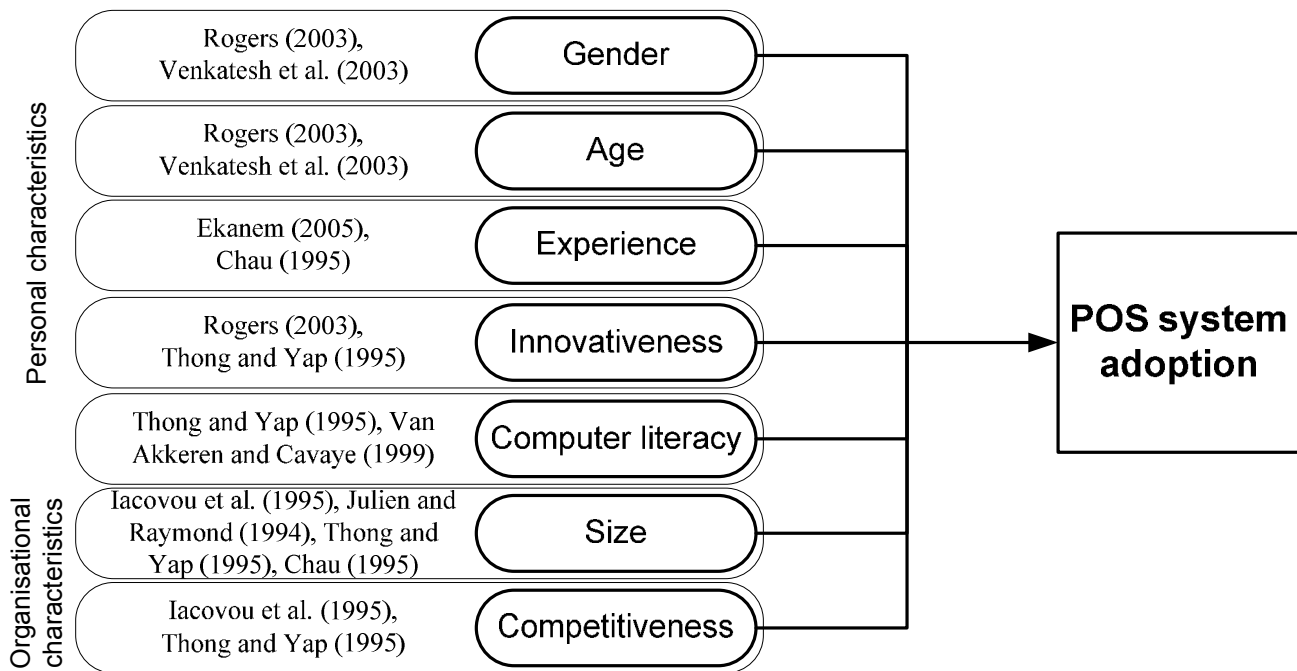 Personal characteristics
Rogers (2003),
Venkatesh et al. (2003)
Gender
Rogers (2003),
Venkatesh et al. (2003)
Age
Ekanem (2005),
Chau (1995)
Experience
Rogers (2003),
Thong and Yap (1995)
Innovativeness
Thong and Yap (1995), Van
Akkeren and Cavaye (1999)
Computer literacy
Organisational
characteristics
Iacovou et al. (1995), Julien and
Raymond (1994), Thong and
Yap (1995), Chau (1995)
Size
Iacovou et al. (1995),
Thong and Yap (1995)
Competitiveness
POS system
adoption